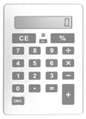 0
CE %
7 8 9 ÷
4 5 6 ×
1 2 3 −
0 . = +